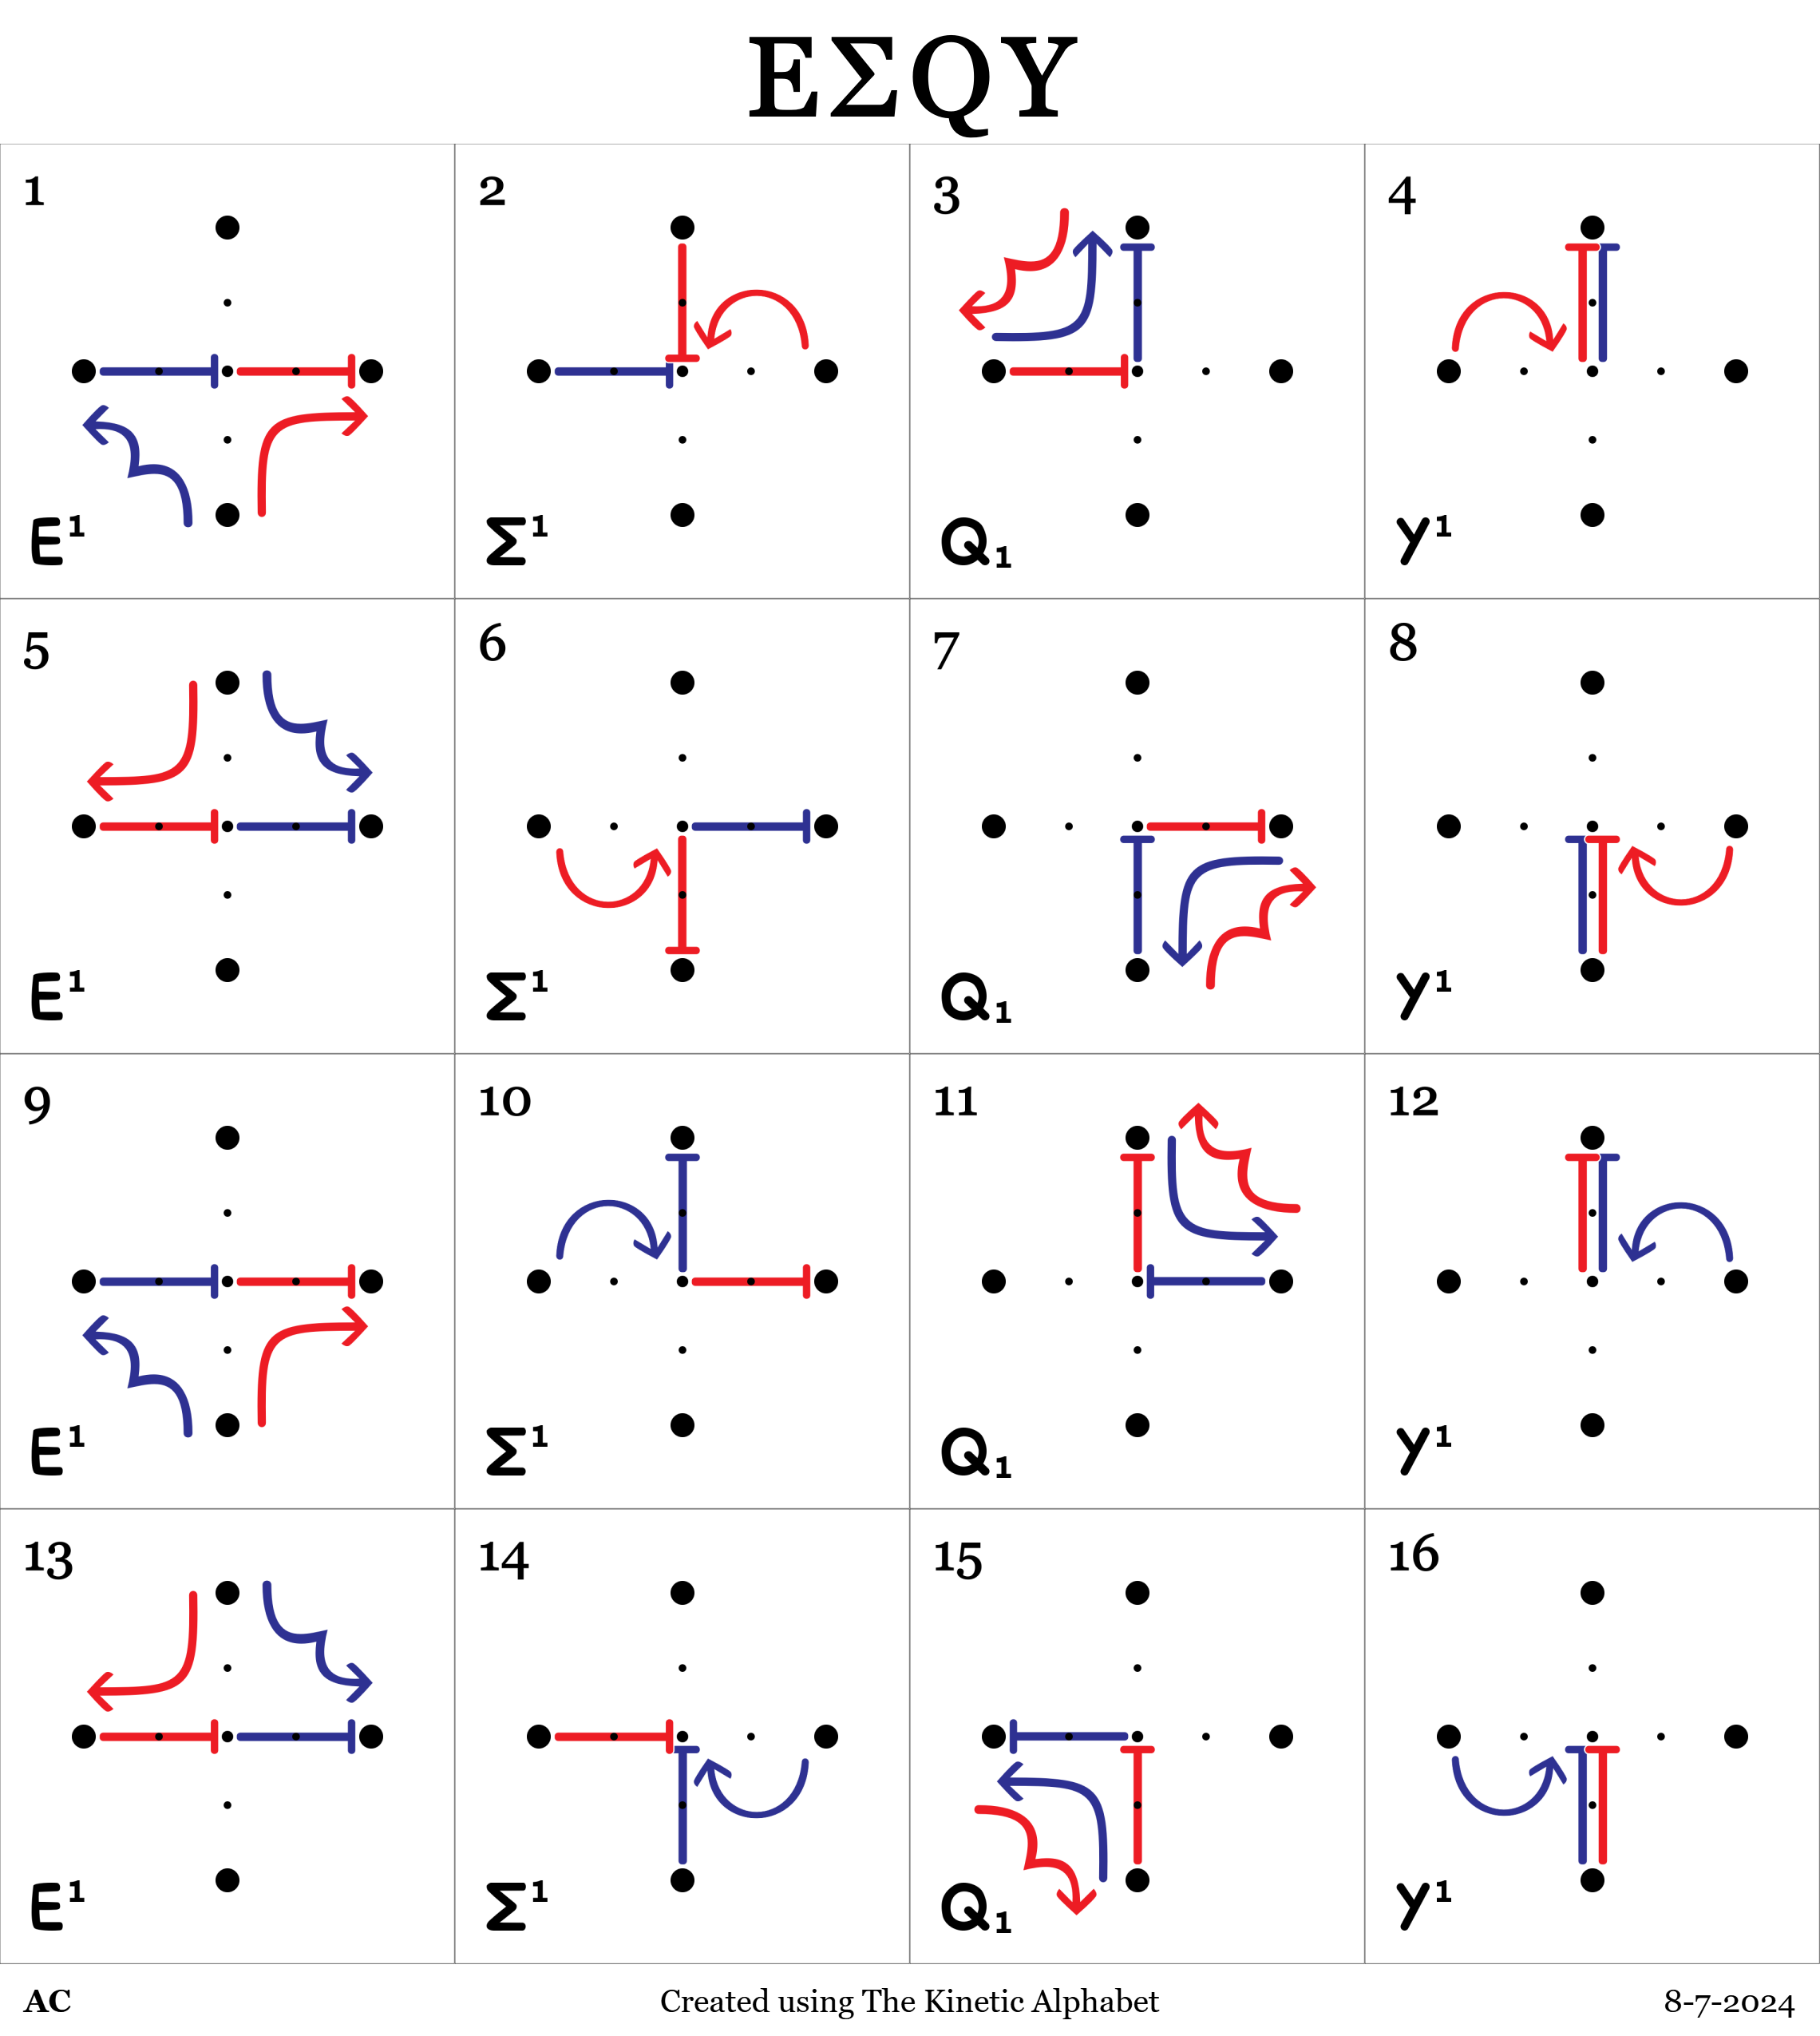 EΣQY
1 2 3 4
E¹ Σ¹ Q₁ Y¹
5 6 7 8
E¹ Σ¹ Q₁ Y¹
9 10 11 12
E¹ Σ¹ Q₁ Y¹
13 14 15 16
E¹ Σ¹ Q₁ Y¹
AC Created using The Kinetic Alphabet 8-7-2024